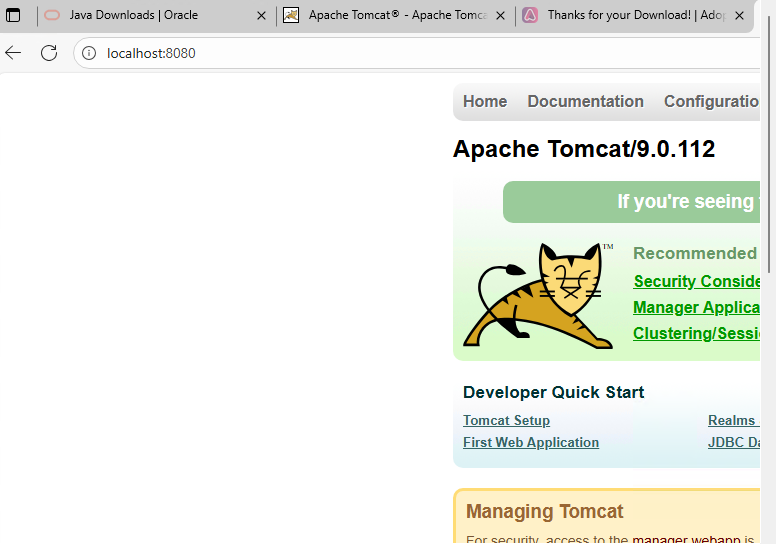 Java Downloads | Oracle
Apache Tomcat® - Apache Tomca
Thanks for your Download! | Adop
localhost:8080
Home Documentation Configuratio
Apache Tomcat/9.0.112
If you're seeing
TM
Recommended
Security Conside
Manager Applica
Clustering/Sessi
Developer Quick Start
Tomcat Setup
Realms
First Web Application
JDBC Da
Managing Tomcat
For security, access to the manager webapp is